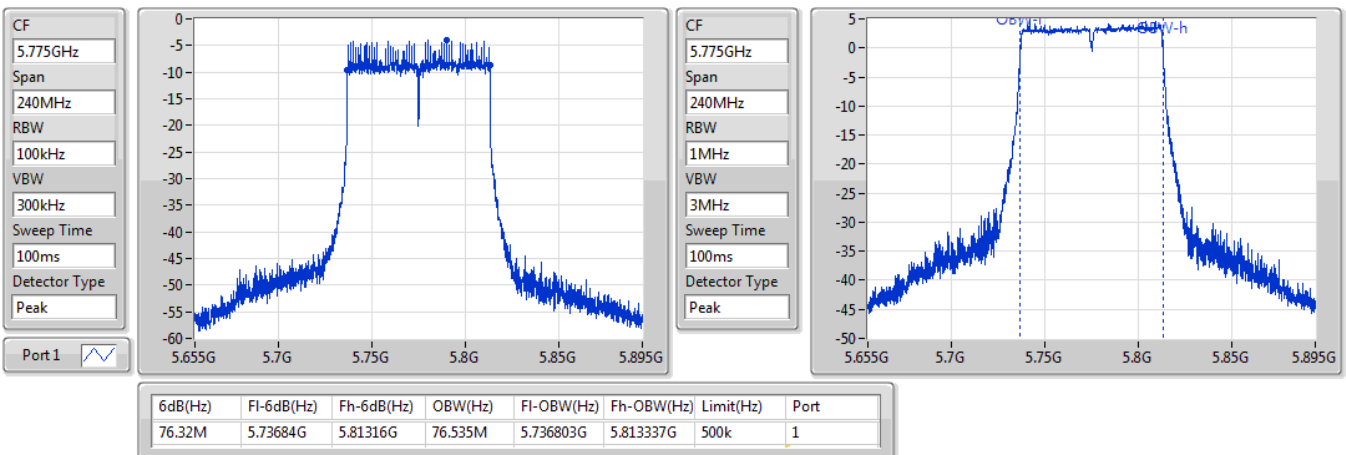 CF
5.775GHz
Span
240MHz
RBW
100kHz
VBW
300kHz
Sweep Time
100ms
Detector Type
Peak
Port 1
0
-5
-10
-15
-20
-25
-30
-35
-40
-45
-50
-55
-60
5.655G 5.7G 5.75G 5.8G 5.85G 5.895G
CF
5.775GHz
Span
240MHz
RBW
1MHz
VBW
3MHz
Sweep Time
100ms
Detector Type
Peak
5
0
-5
-10
-15
-20
-25
-30
-35
-40
-45
-50
OBW-l OBW-h
5.655G 5.7G 5.75G 5.8G 5.85G 5.895G
6dB(Hz) Fl-6dB(Hz) Fh-6dB(Hz) OBW(Hz) Fl-OBW(Hz) Fh-OBW(Hz) Limit(Hz) Port
76.32M 5.73684G 5.81316G 76.535M 5.736803G 5.813337G 500k 1